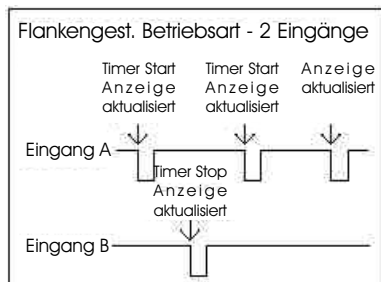 Flankengest. Betriebsart - 2 Eingänge
Timer Start Timer Start Anzeige
Anzeige Anzeige aktualisiert
aktualisiert aktualisiert
Eingang A
Timer Stop
Anzeige
aktualisiert
Eingang B